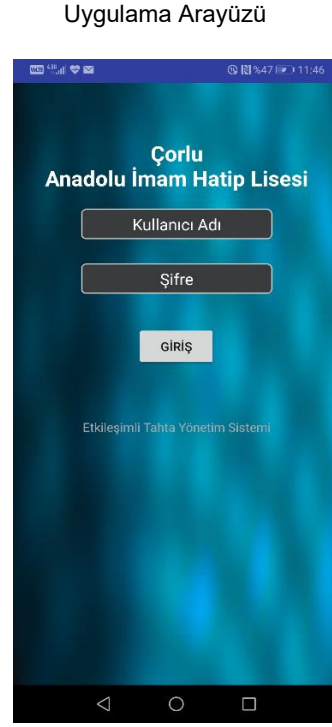 Uygulama Arayüzü
%47 11:46
Çorlu
Anadolu İmam Hatip Lisesi
Kullanıcı Adı
Şifre
GİRİŞ
Etkileşimli Tahta Yönetim Sistemi